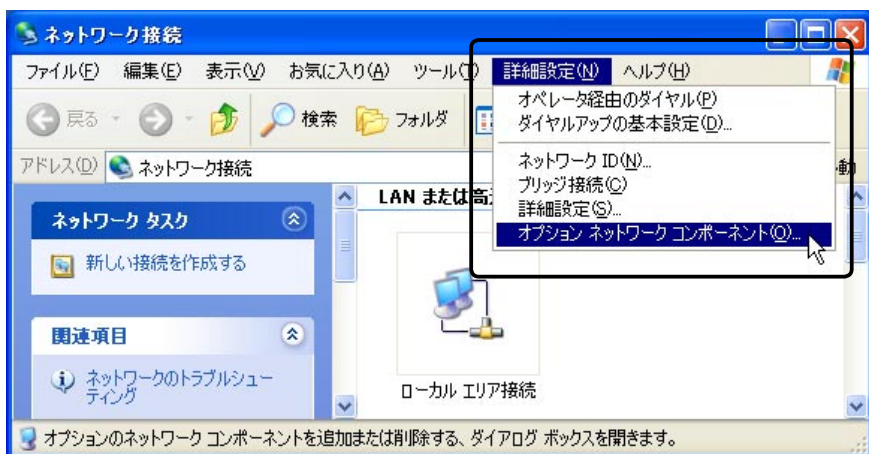 ネットワーク接続
ファイル(F) 編集(E) 表示(V) お気に入り(A) ツール(T) 詳細設定(N) ヘルプ(H)
戻る 検索 フォルダ
オペレータ経由のダイヤル(P)
ダイヤルアップの基本設定(D)...
ネットワーク ID(N)...
ブリッジ接続(C)
詳細設定(S)...
オプション ネットワーク コンポーネント(O)...
アドレス(D) ネットワーク接続
ネットワーク タスク
新しい接続を作成する
関連項目
ネットワークのトラブルシュー
ティング
LAN または高
ローカル エリア接続
オプションのネットワーク コンポーネントを追加または削除する、ダイアログ ボックスを開きます。